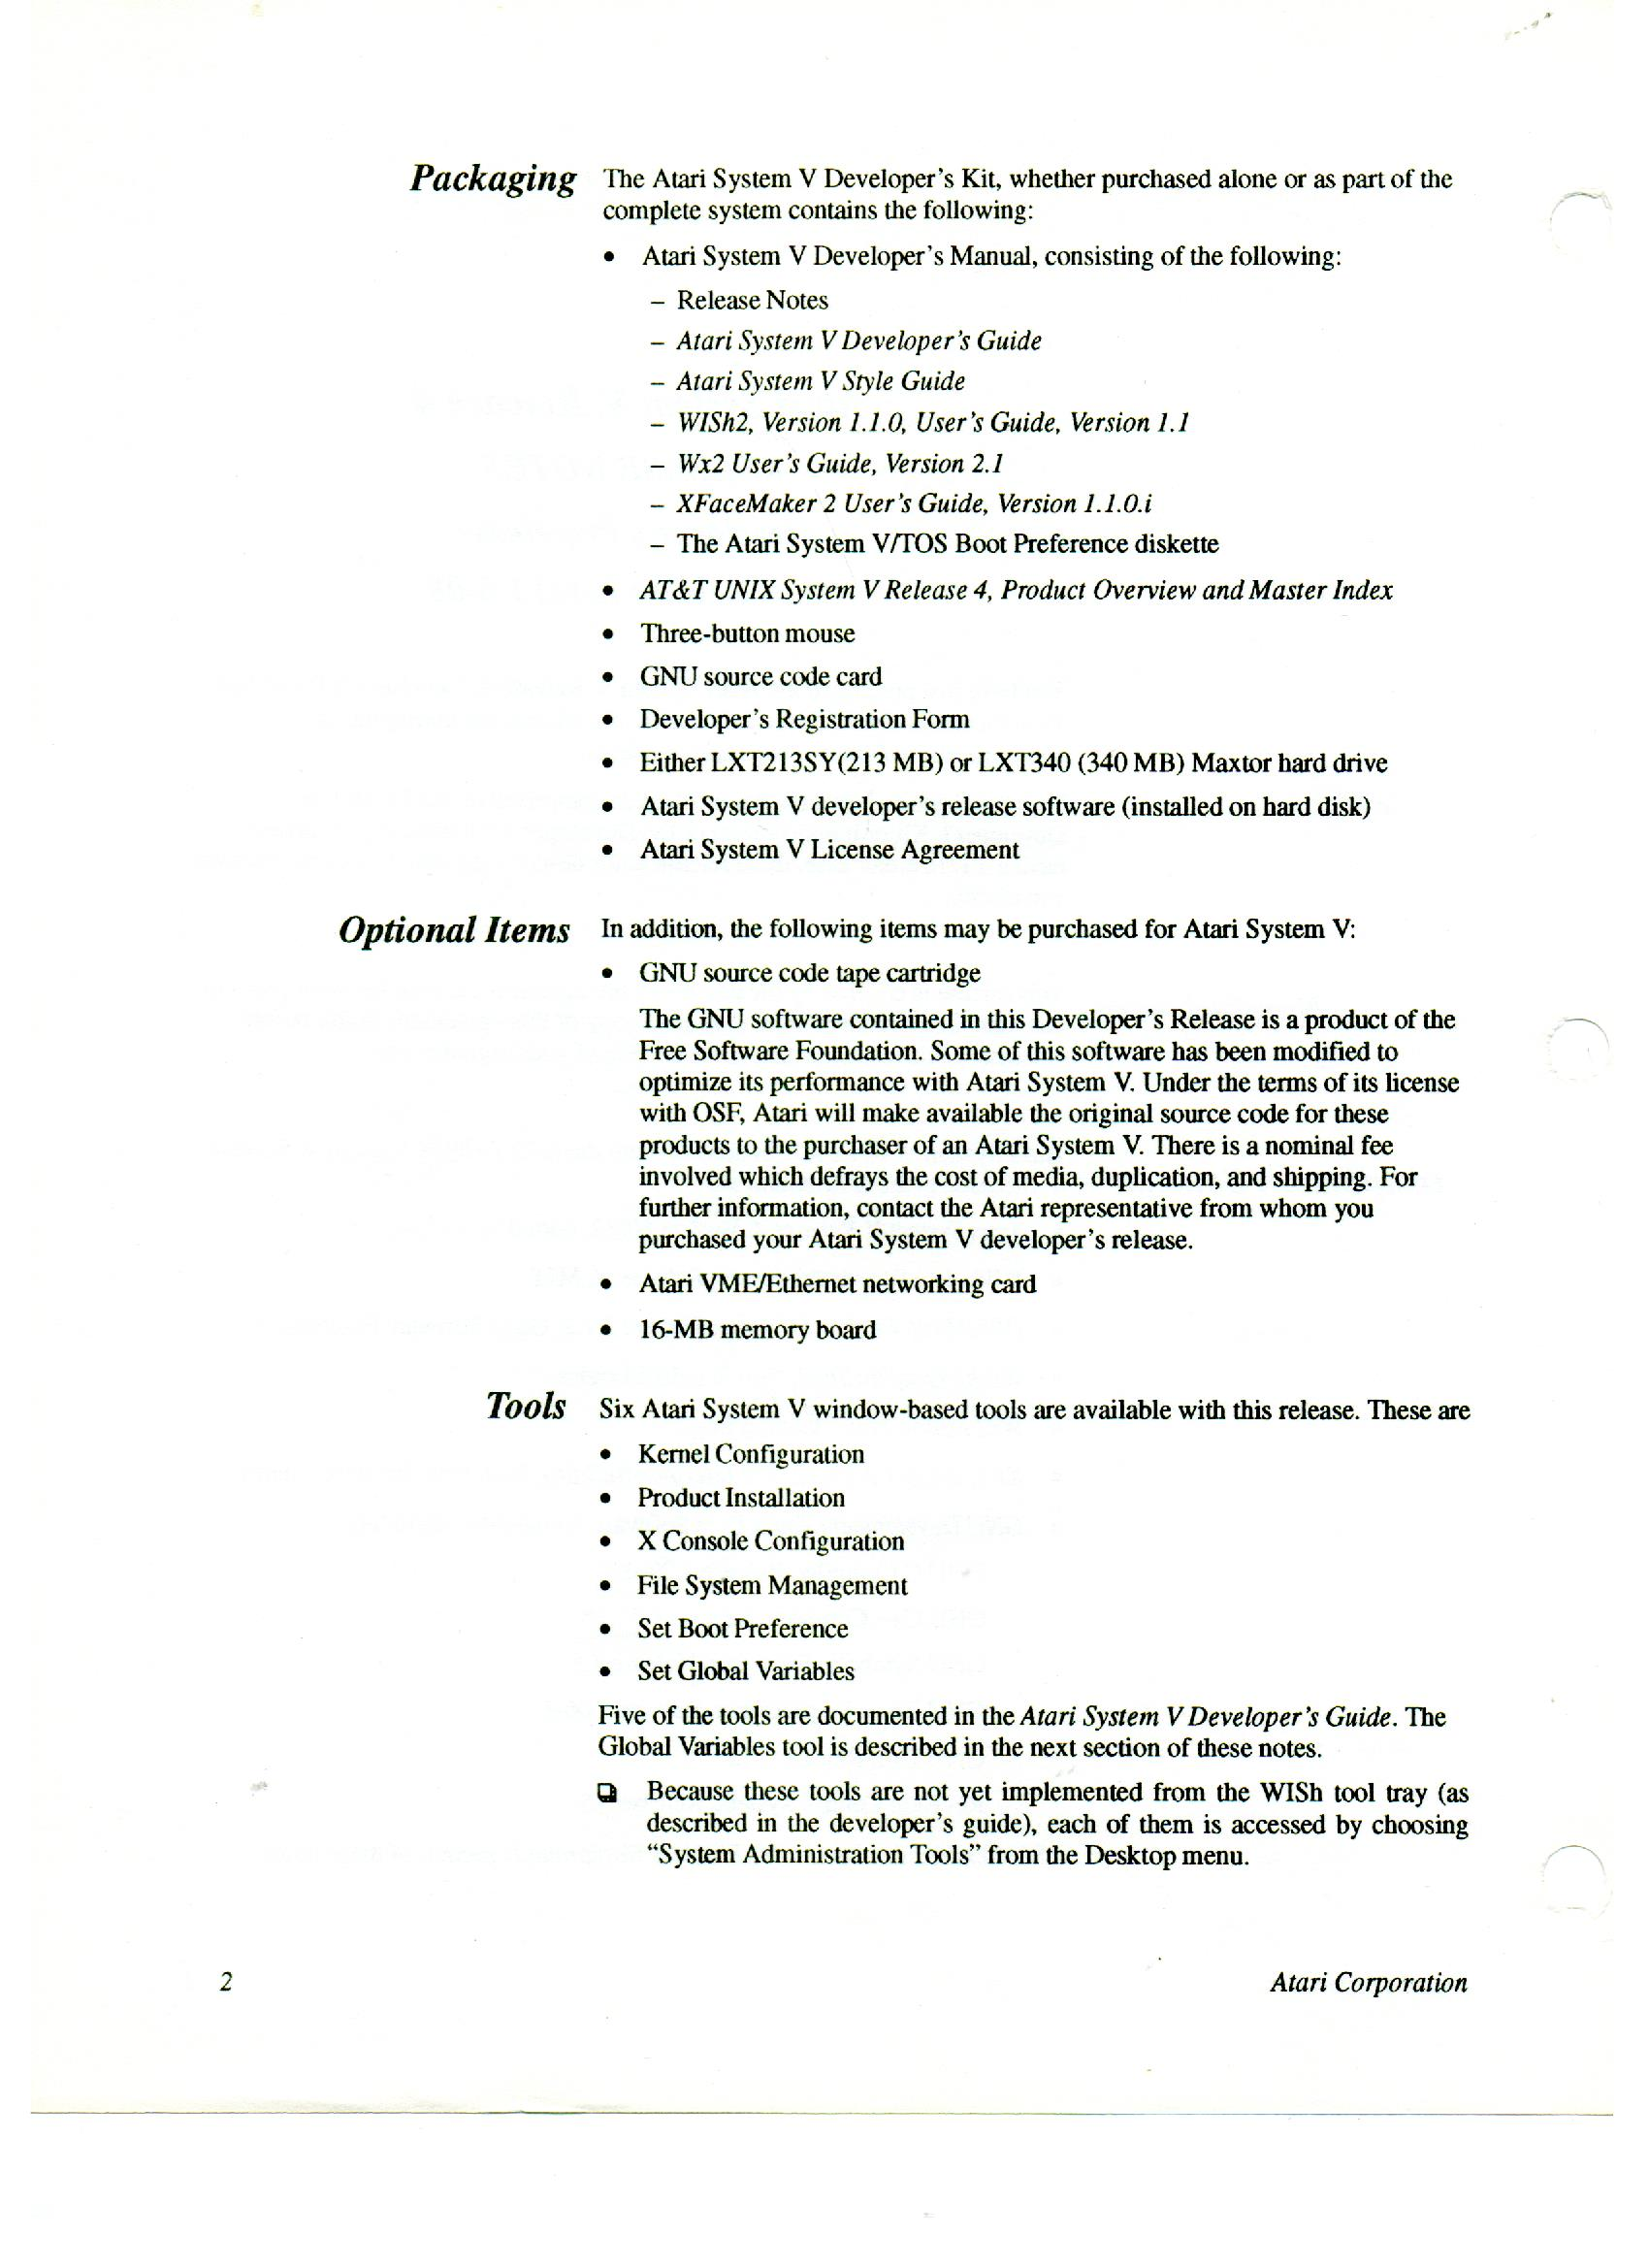 Packaging The Atari System V Developer's Kit, whether purchased alone or as part of the
complete system contains the following:
• Atari System V Developer's Manual, consisting of the following:
– Release Notes
– Atari System V Developer's Guide
– Atari System V Style Guide
– WISh2, Version 1.1.0, User's Guide, Version 1.1
– Wx2 User's Guide, Version 2.1
– XFaceMaker 2 User's Guide, Version 1.1.0.i
– The Atari System V/TOS Boot Preference diskette
• AT&T UNIX System V Release 4, Product Overview and Master Index
• Three-button mouse
• GNU source code card
• Developer's Registration Form
• Either LXT213SY(213 MB) or LXT340 (340 MB) Maxtor hard drive
• Atari System V developer's release software (installed on hard disk)
• Atari System V License Agreement
Optional Items In addition, the following items may be purchased for Atari System V:
• GNU source code tape cartridge
The GNU software contained in this Developer's Release is a product of the
Free Software Foundation. Some of this software has been modified to
optimize its performance with Atari System V. Under the terms of its license
with OSF, Atari will make available the original source code for these
products to the purchaser of an Atari System V. There is a nominal fee
involved which defrays the cost of media, duplication, and shipping. For
further information, contact the Atari representative from whom you
purchased your Atari System V developer's release.
• Atari VME/Ethernet networking card
• 16-MB memory board
Tools Six Atari System V window-based tools are available with this release. These are
• Kernel Configuration
• Product Installation
• X Console Configuration
• File System Management
• Set Boot Preference
• Set Global Variables
Five of the tools are documented in the Atari System V Developer's Guide. The
Global Variables tool is described in the next section of these notes.
❏ Because these tools are not yet implemented from the WISh tool tray (as
described in the developer's guide), each of them is accessed by choosing
“System Administration Tools” from the Desktop menu.
2 Atari Corporation